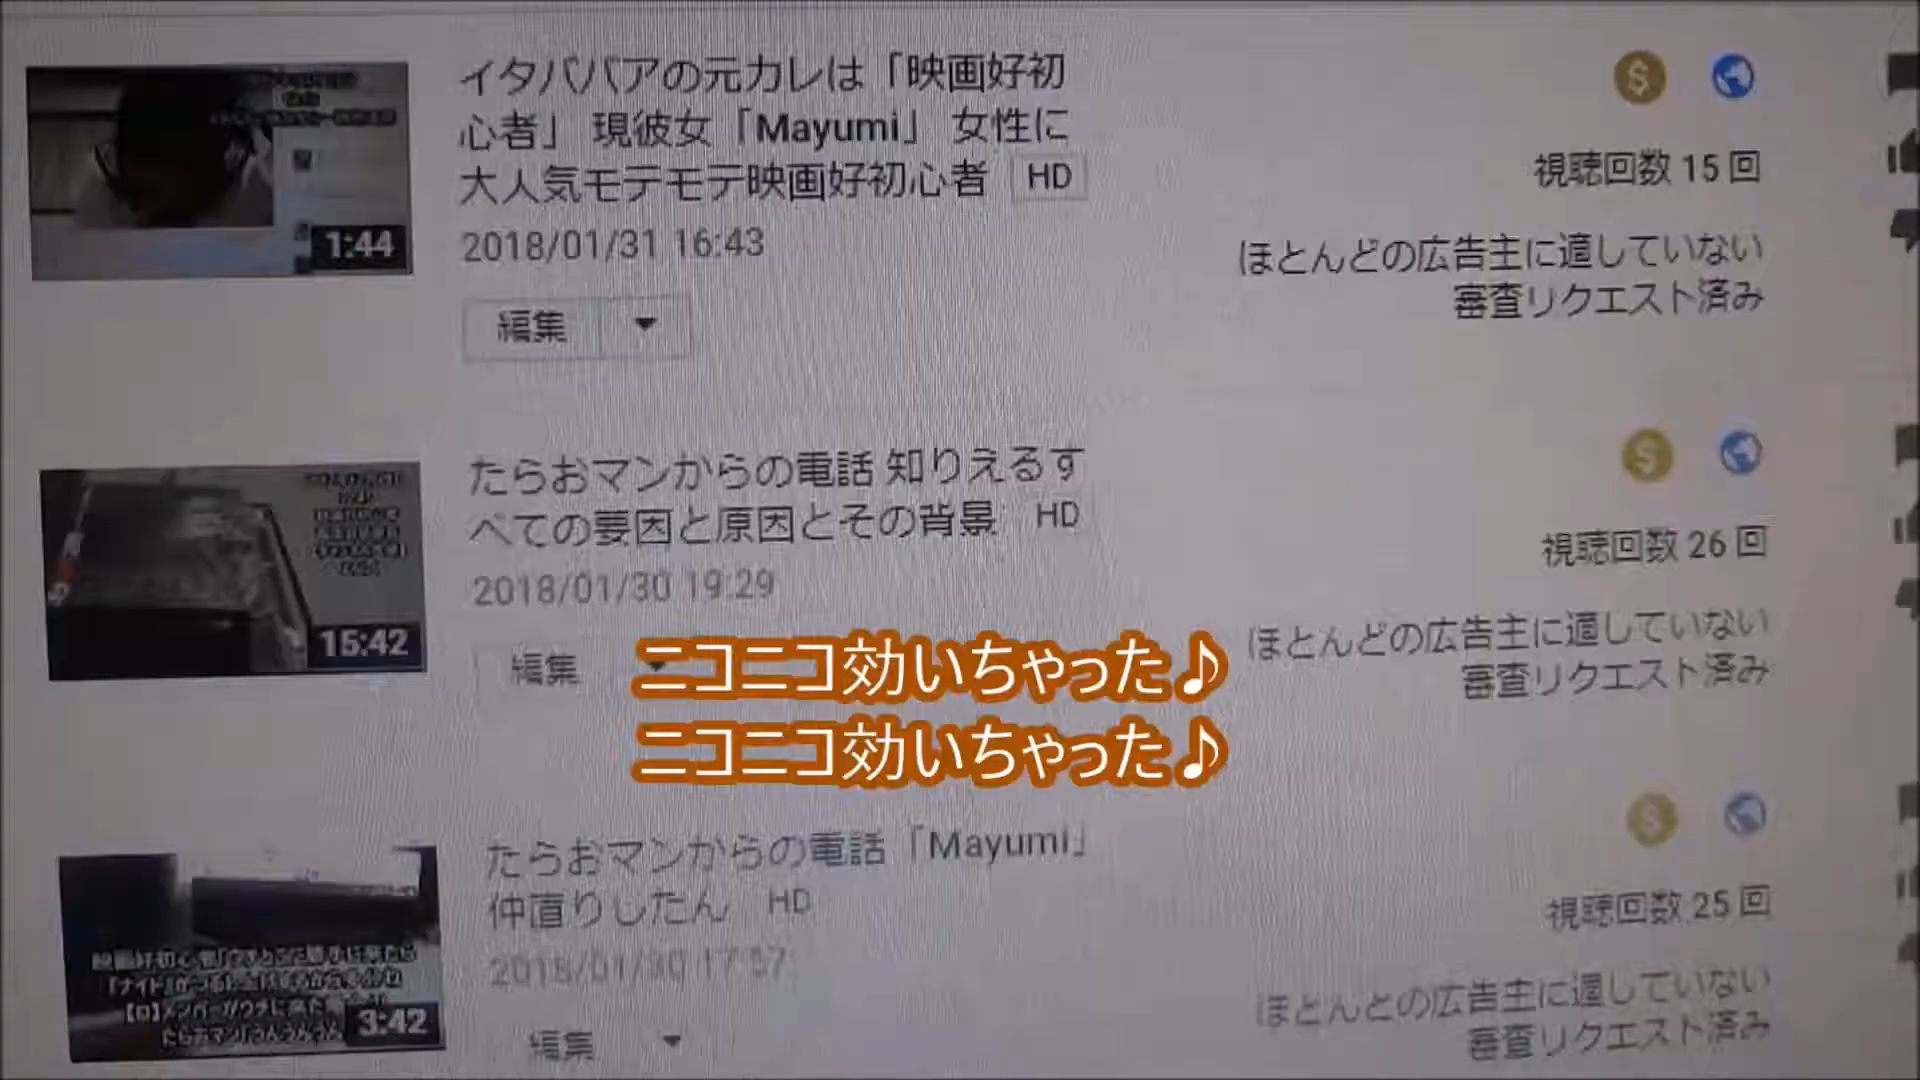 イタババアの元カレは「映画好初
心者」 現彼女「Mayumi」 女性に
大人気モテモテ映画好初心者 HD
2018/01/31 16:43
編集
1:44
視聴回数 15 回
ほとんどの広告主に適していない
審査リクエスト済み
たらおマンからの電話 知りえるす
べての要因と原因とその背景 HD
2018/01/30 19:29
編集
15:42
視聴回数 26 回
ほとんどの広告主に適していない
審査リクエスト済み
ニコニコ効いちゃった♪
ニコニコ効いちゃった♪
たらおマンからの電話「Mayumi」
仲直りしたん HD
2018/01/30 17:57
編集
3:42
視聴回数 25 回
ほとんどの広告主に適していない
審査リクエスト済み